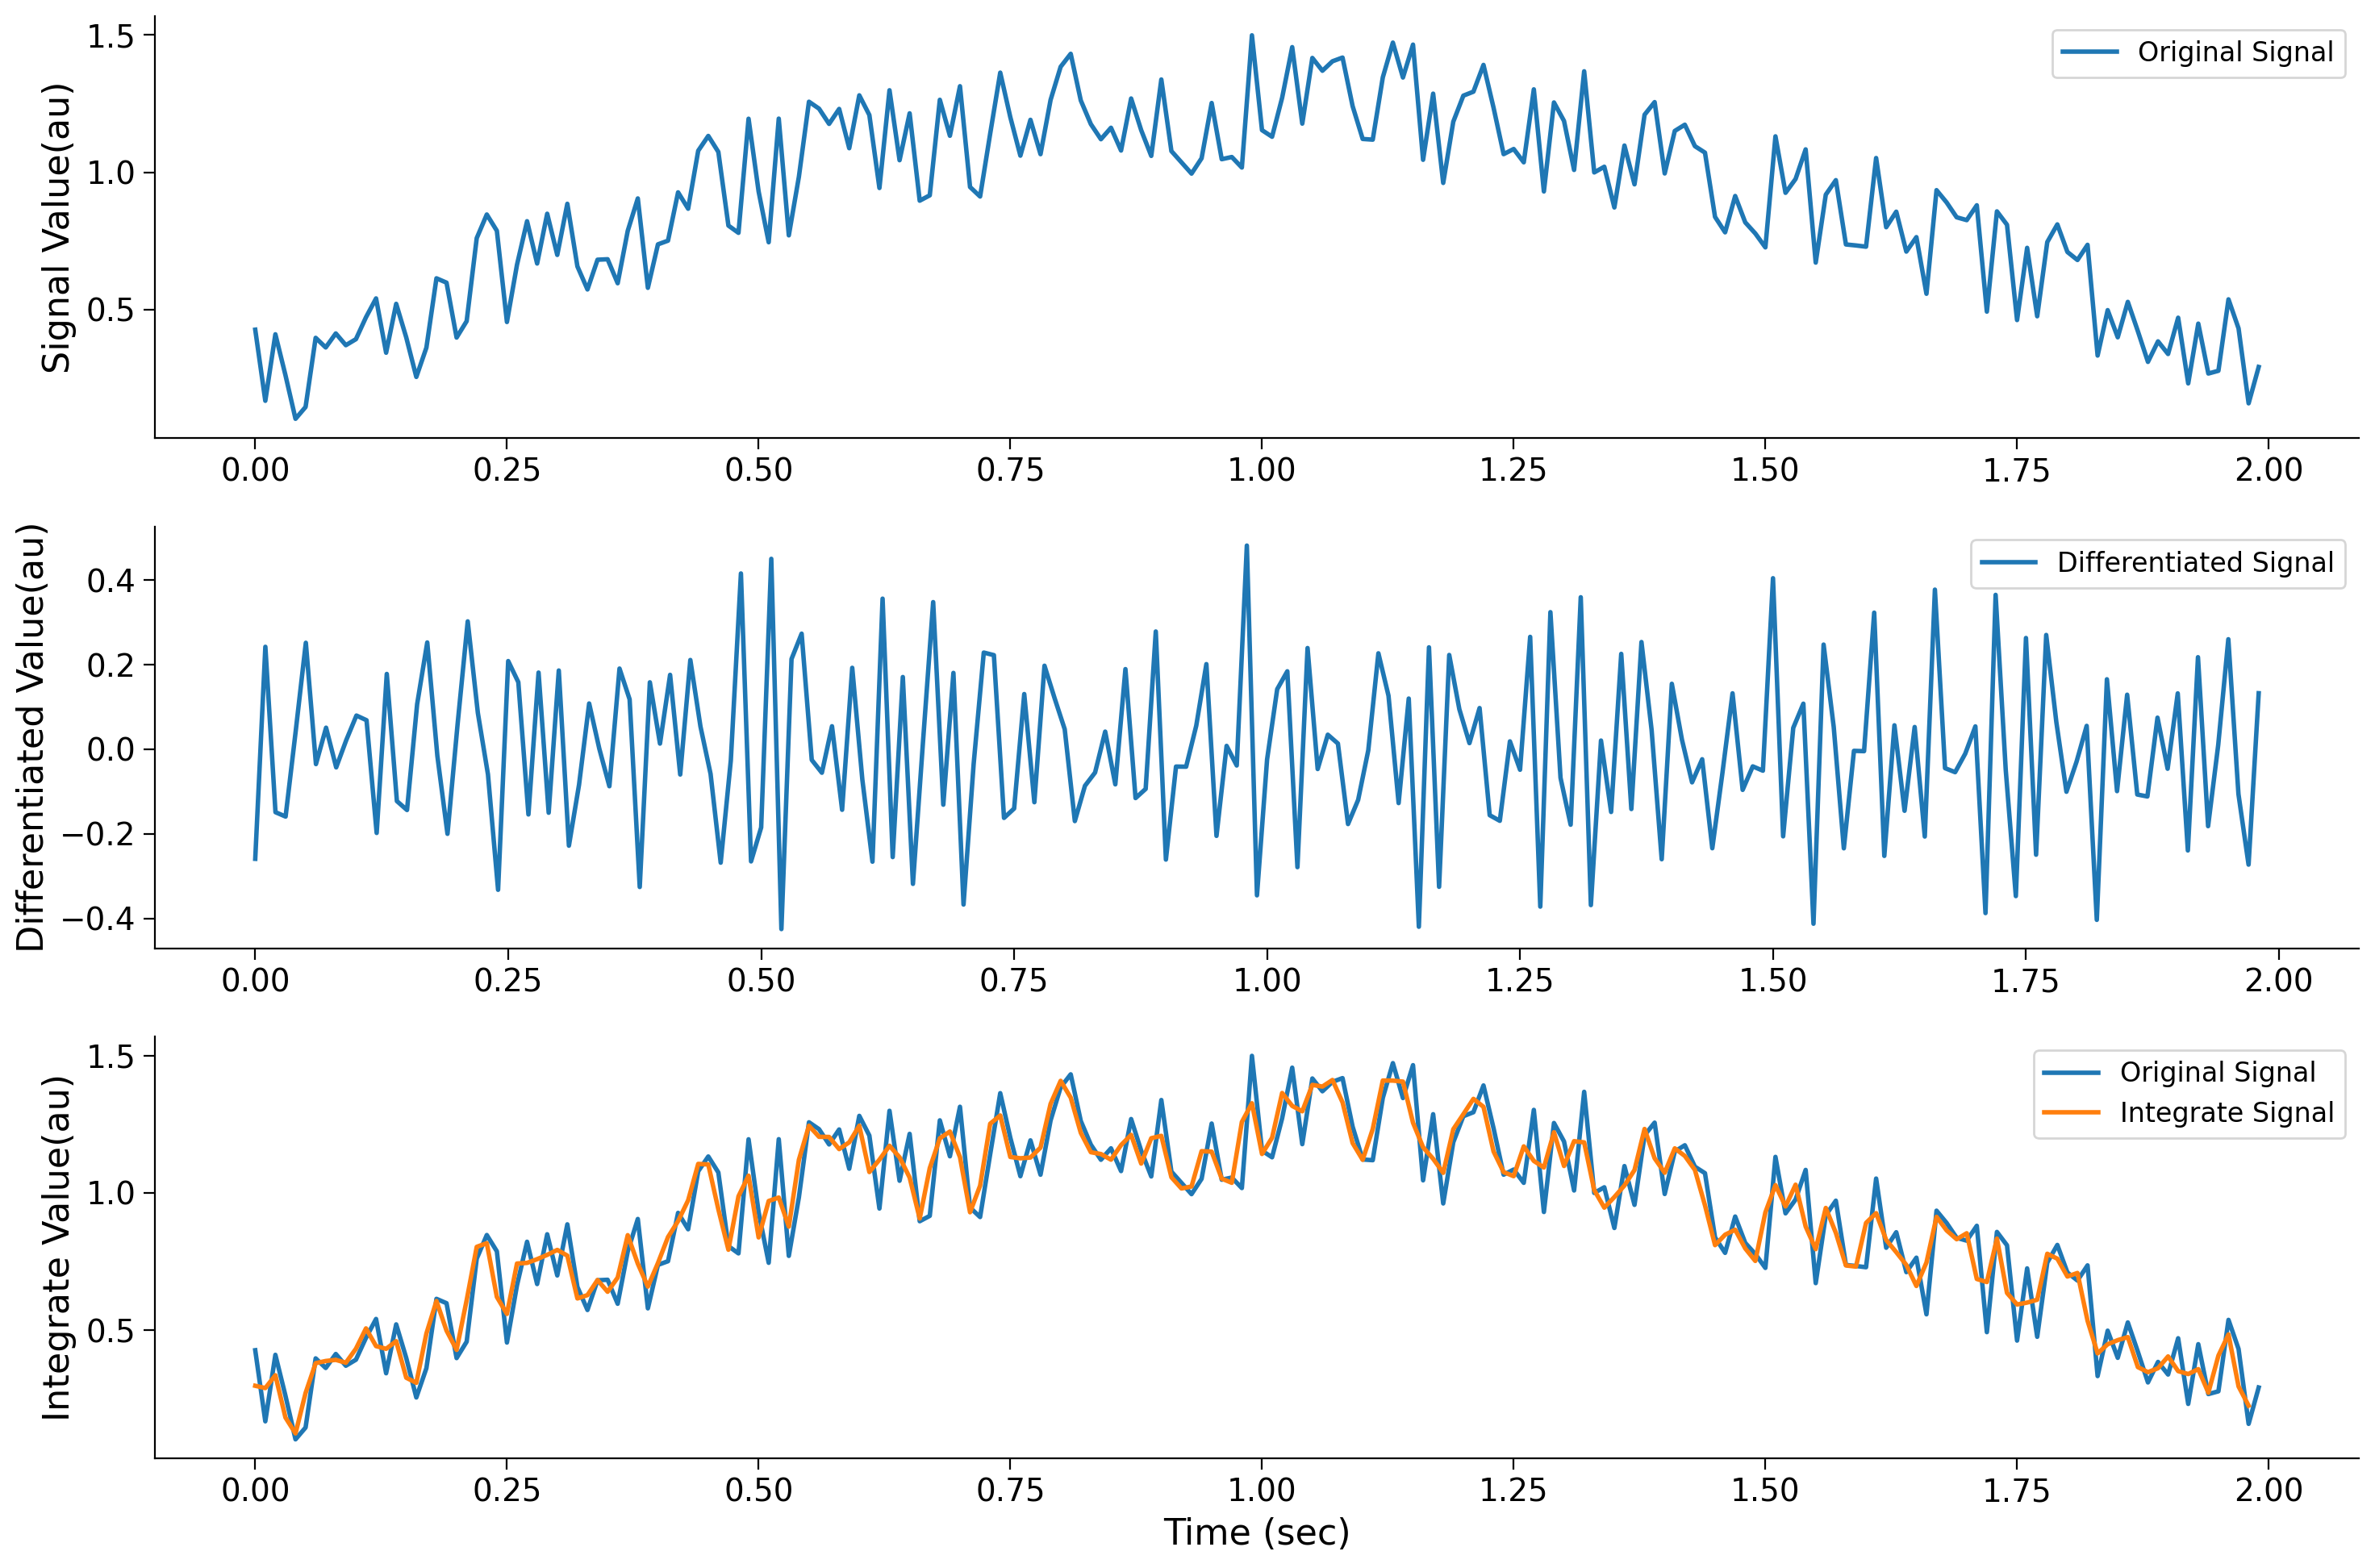 Signal Value(au)
1.5
1.0
0.5
Original Signal
0.00 0.25 0.50 0.75 1.00 1.25 1.50 1.75 2.00
Differentiated Value(au)
0.4
0.2
0.0
−0.2
−0.4
Differentiated Signal
0.00 0.25 0.50 0.75 1.00 1.25 1.50 1.75 2.00
Integrate Value(au)
1.5
1.0
0.5
Original Signal
Integrate Signal
0.00 0.25 0.50 0.75 1.00 1.25 1.50 1.75 2.00
Time (sec)